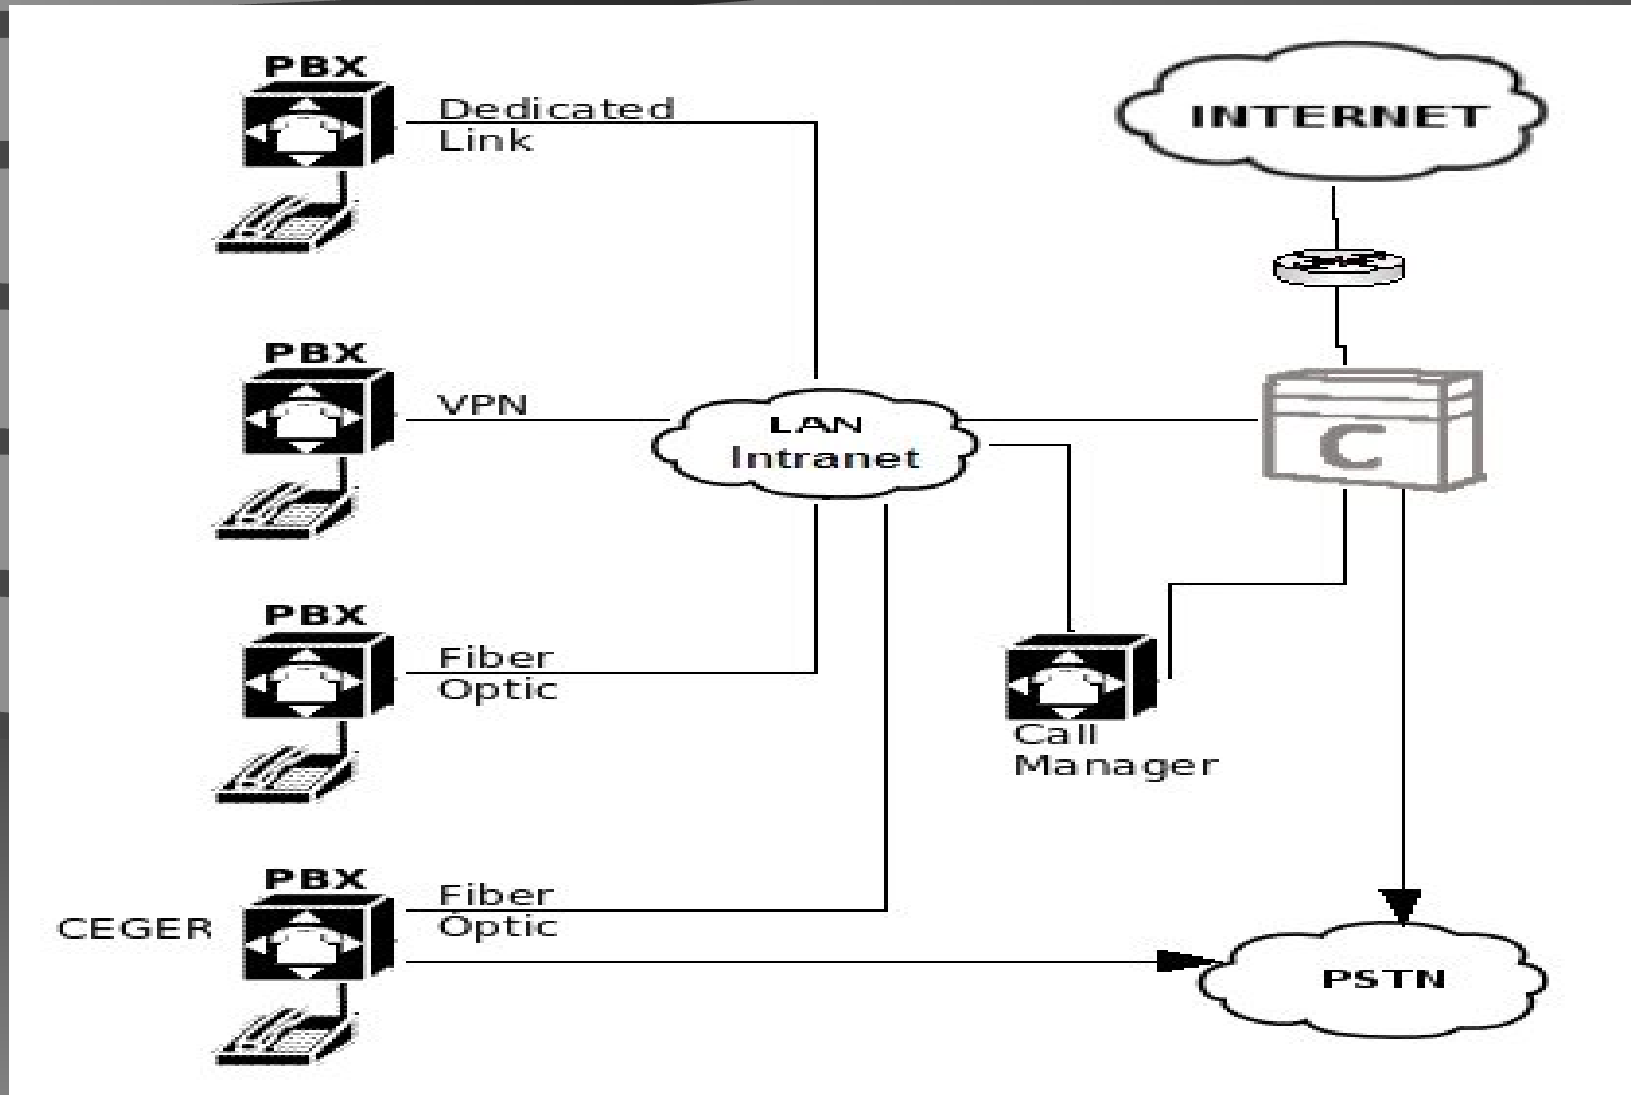 PBX
Dedicated
Link
INTERNET
PBX
VPN
LAN
Intranet
C
PBX
Fiber
Optic
Call
Manager
PBX
CEGER
Fiber
Optic
PSTN